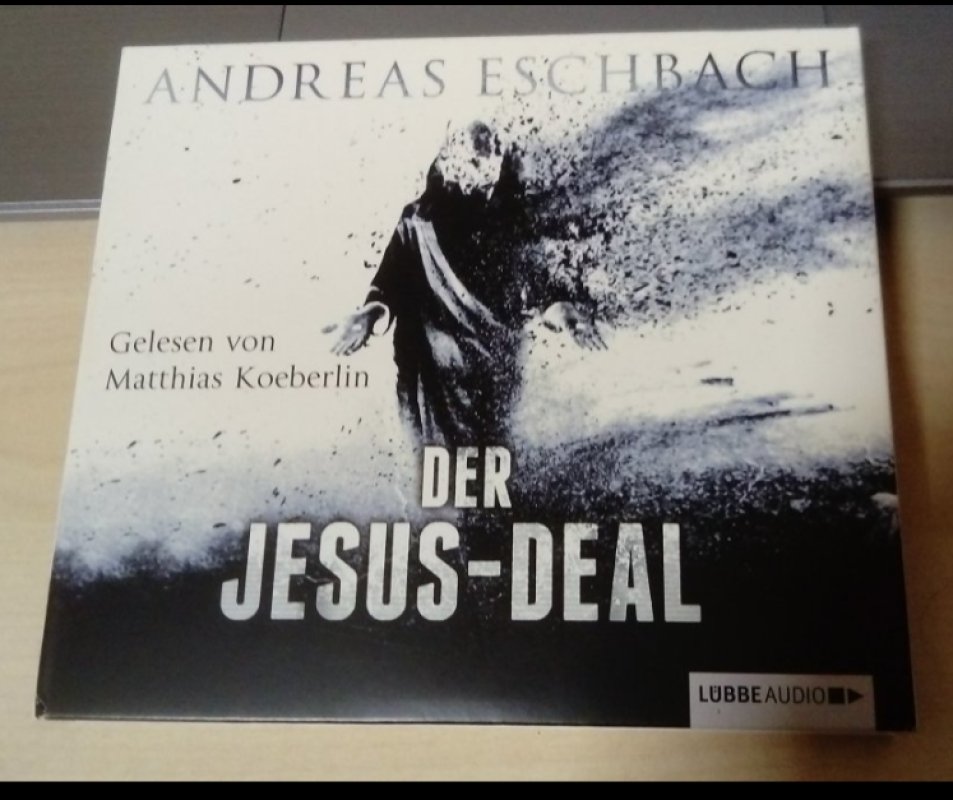 ANDREAS ESCHBACH
Gelesen von
Matthias Koeberlin
DER
JESUS-DEAL
LÜBBEAUDIO